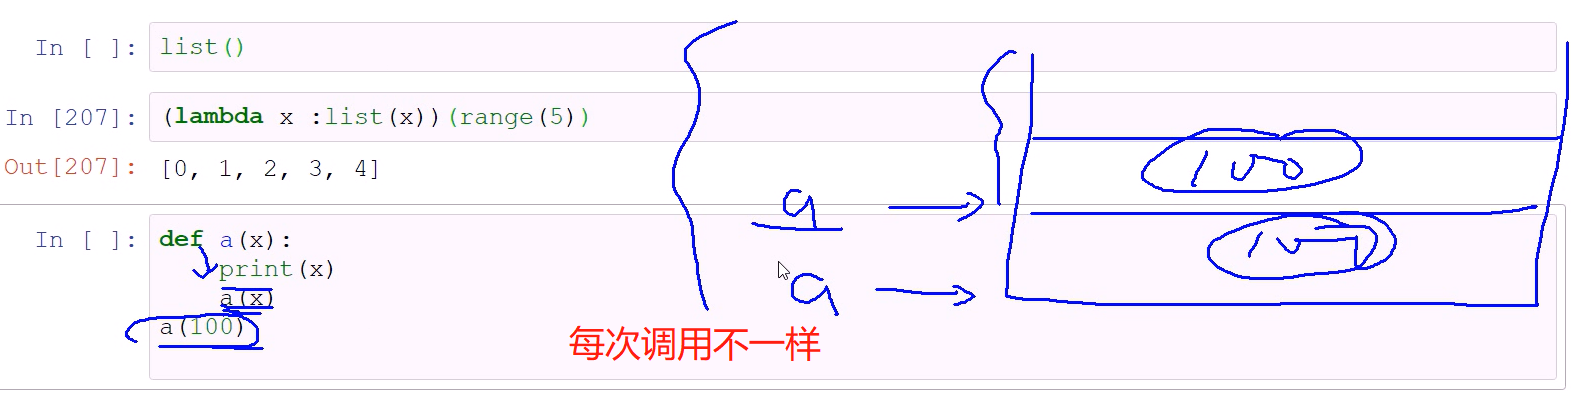 In [ ]: list()
In [207]: (lambda x :list(x))(range(5))
Out[207]: [0, 1, 2, 3, 4]
100
a
In [ ]: def a(x):
print(x)
a(x)
a(100)
a
每次调用不一样